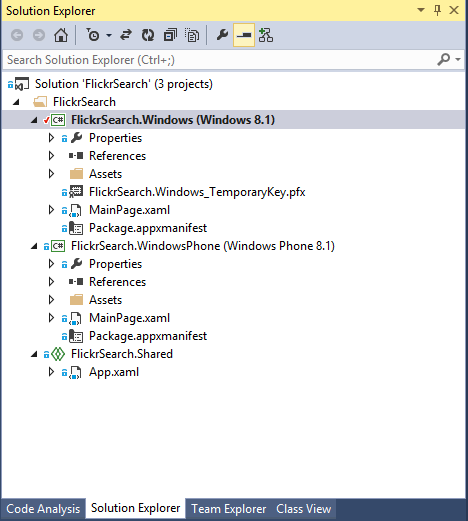 Solution Explorer
Search Solution Explorer (Ctrl+;)
Solution 'FlickrSearch' (3 projects)
FlickrSearch
C# FlickrSearch.Windows (Windows 8.1)
Properties
References
Assets
FlickrSearch.Windows_TemporaryKey.pfx
MainPage.xaml
Package.appxmanifest
C# FlickrSearch.WindowsPhone (Windows Phone 8.1)
Properties
References
Assets
MainPage.xaml
Package.appxmanifest
FlickrSearch.Shared
App.xaml
Code Analysis Solution Explorer Team Explorer Class View